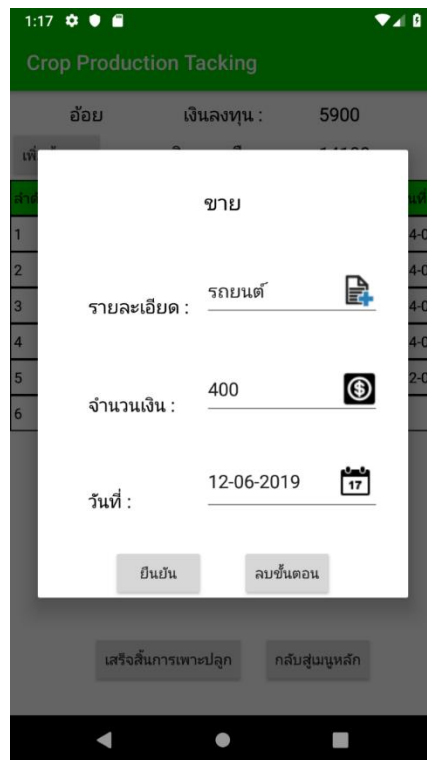 1:17
Crop Production Tacking
อ้อย เงินลงทุน : 5900
ขาย
1
2
3
4
5
6
รายละเอียด : รถยนต์
จำนวนเงิน : 400
วันที่ : 12-06-2019
17
ยืนยัน ลบขั้นตอน
เสร็จสิ้นการเพาะปลูก กลับสู่เมนูหลัก